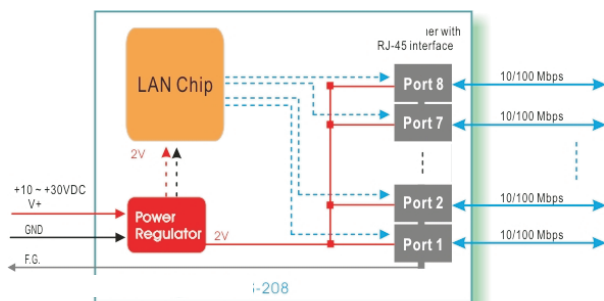 ner with
RJ-45 interface
LAN Chip
Port 8
10/100 Mbps
Port 7
10/100 Mbps
2V
+10 ~ +30VDC
V+
GND
Power
Regulator
2V
Port 2
10/100 Mbps
Port 1
10/100 Mbps
F.G.
-208